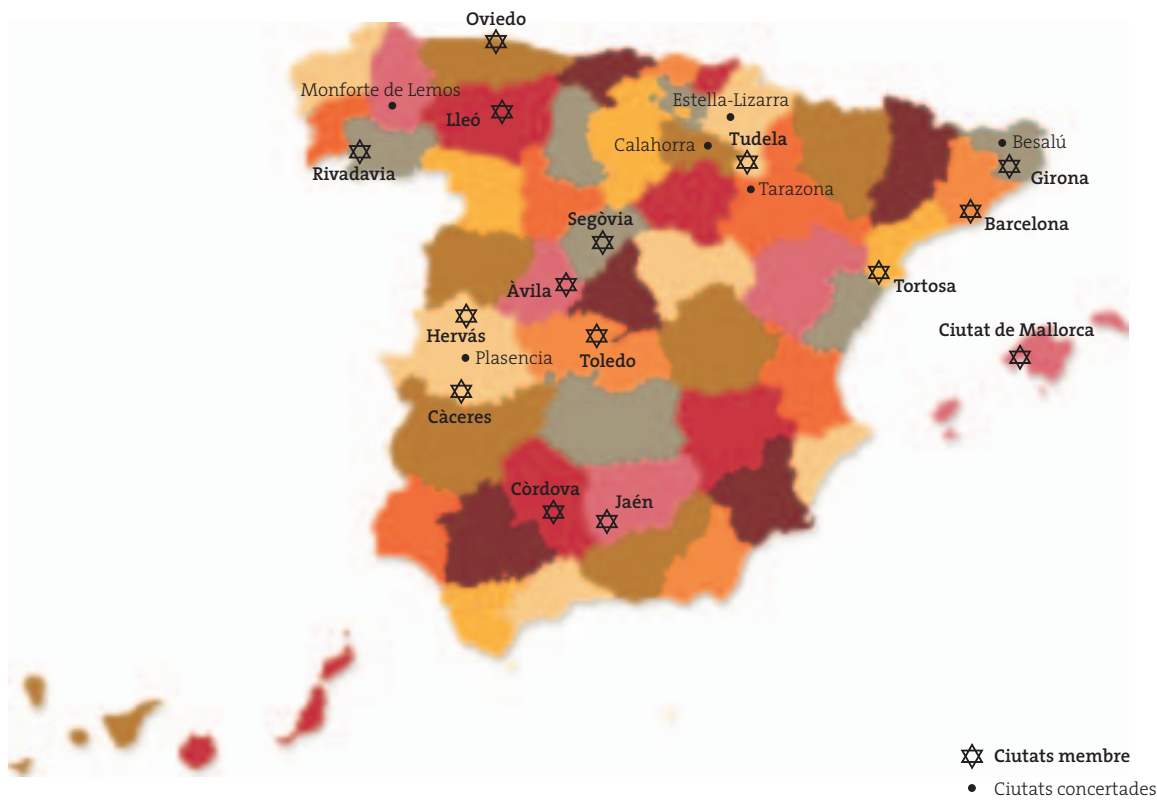 Oviedo
Monforte de Lemos
Estella-Lizarra
Lleó
Calahorra
Tudela
Besalú
Rivadavia
Girona
Tarazona
Segòvia
Barcelona
Àvila
Tortosa
Hervás
Ciutat de Mallorca
Plasencia
Toledo
Càceres
Còrdova
Jaén
Ciutats membre
Ciutats concertades